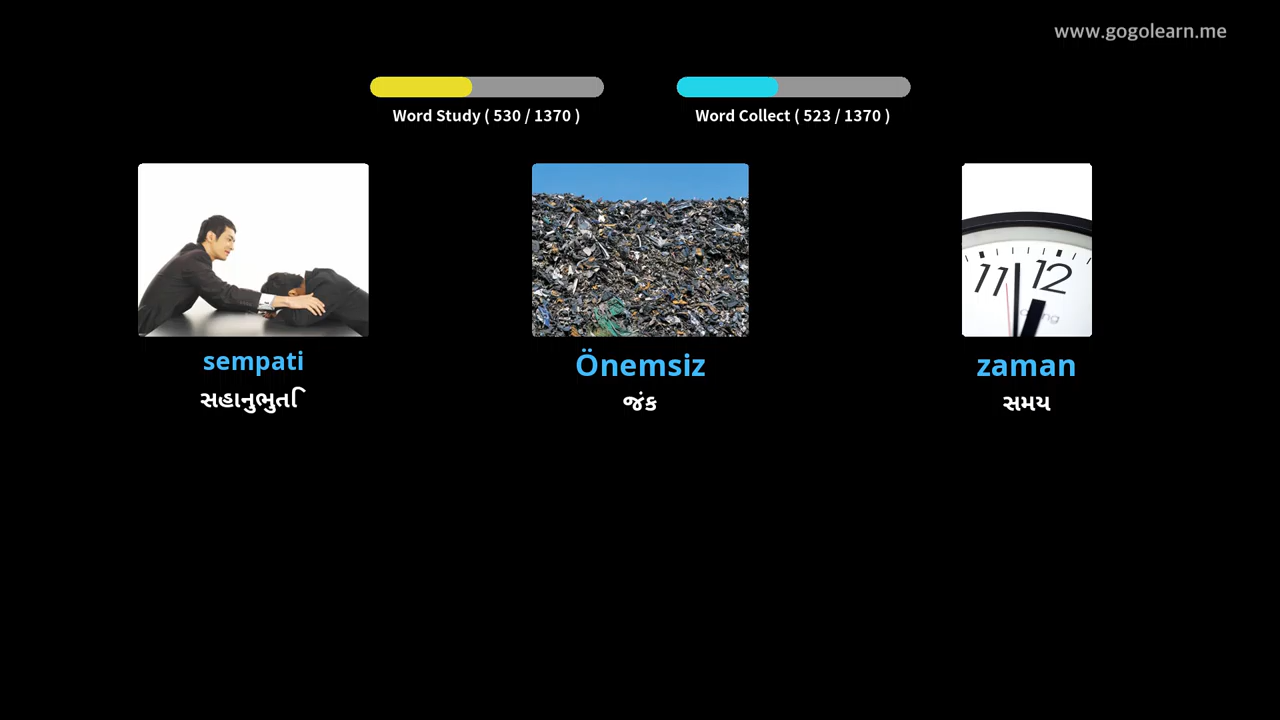 www.gogolearn.me
Word Study ( 530 / 1370 )
Word Collect ( 523 / 1370 )
sempati
Önemsiz
zaman
સહાનુભુતિ
જંક
સમય
11 12